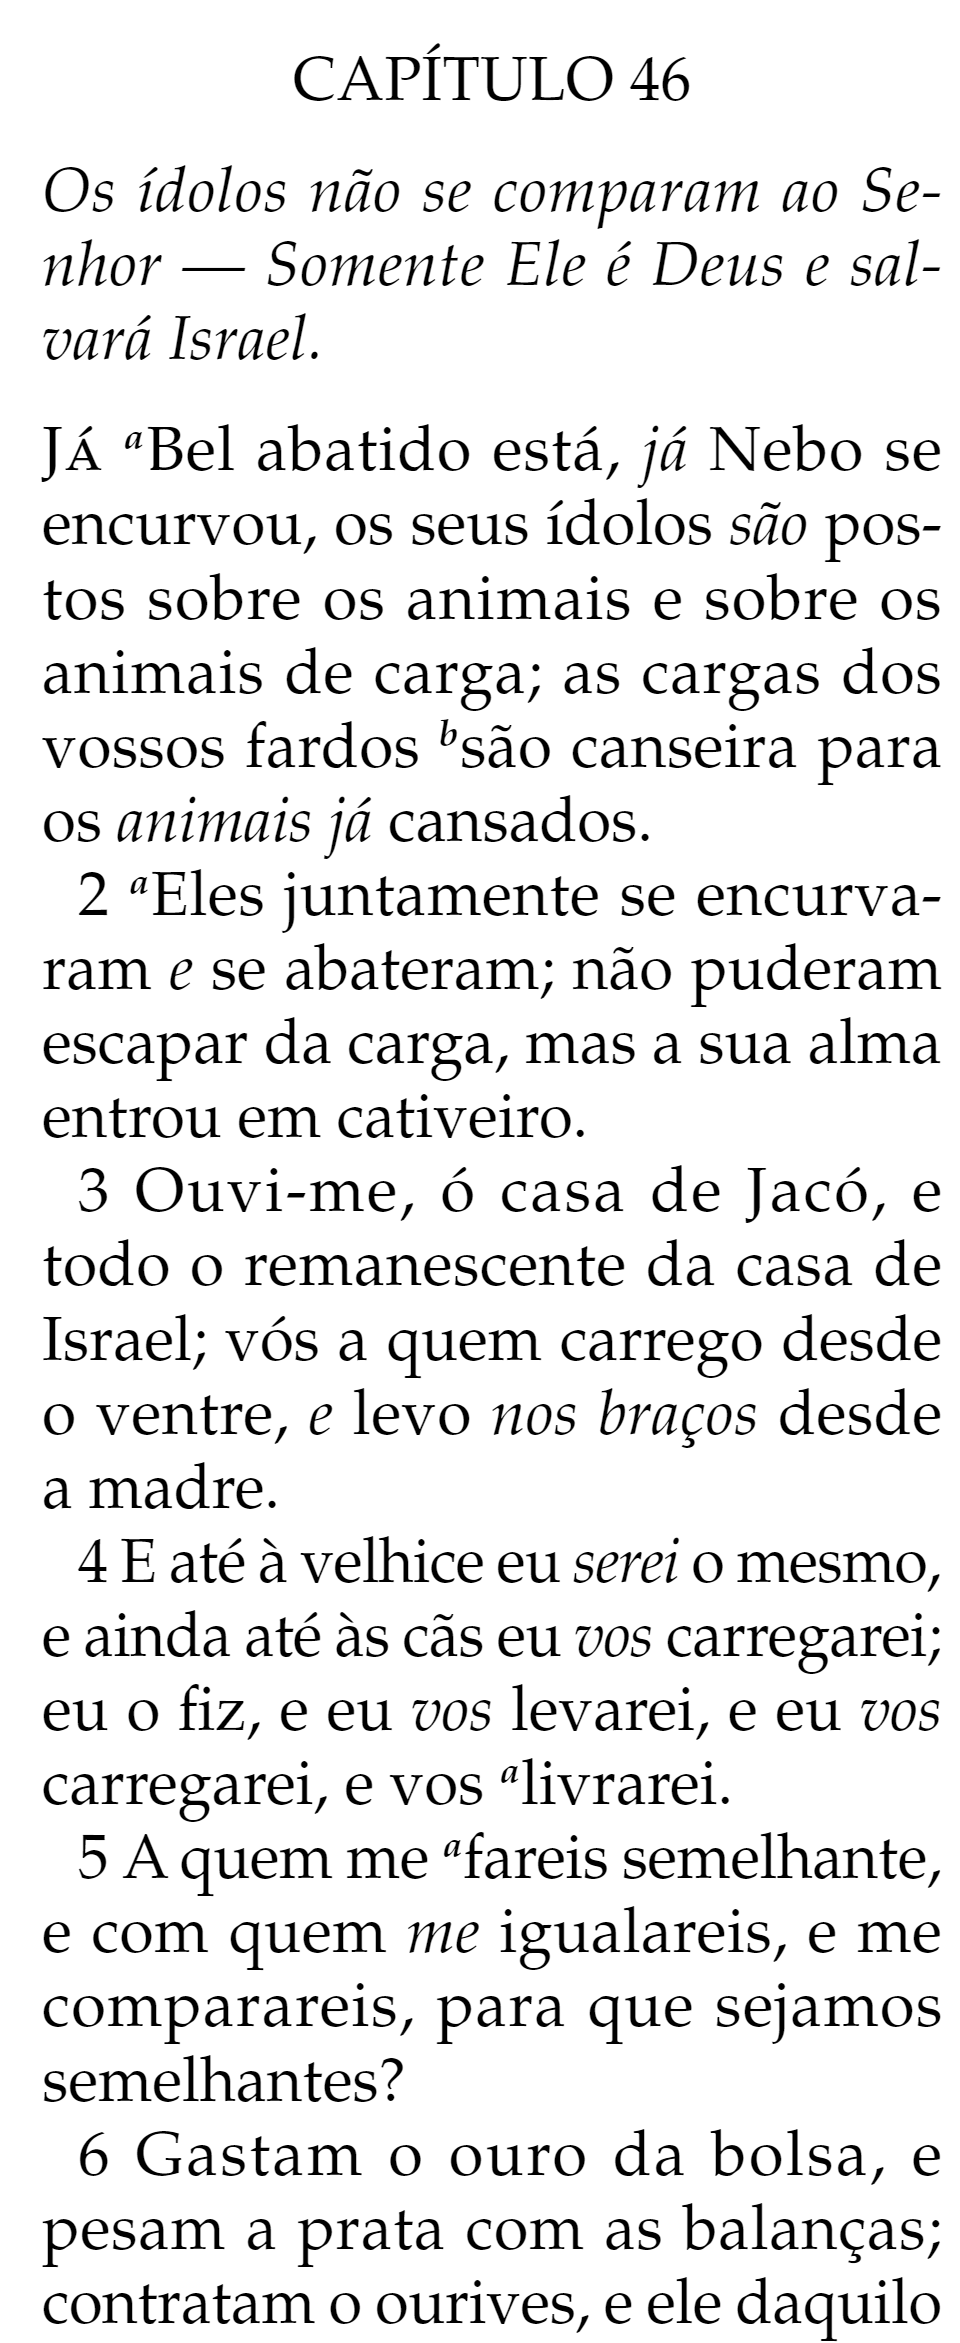 CAPÍTULO 46
Os ídolos não se comparam ao Se-
nhor — Somente Ele é Deus e sal-
vará Israel.
JÁ ᵃBel abatido está, já Nebo se
encurvou, os seus ídolos são pos-
tos sobre os animais e sobre os
animais de carga; as cargas dos
vossos fardos ᵇsão canseira para
os animais já cansados.
2 ᵃEles juntamente se encurva-
ram e se abateram; não puderam
escapar da carga, mas a sua alma
entrou em cativeiro.
3 Ouvi-me, ó casa de Jacó, e
todo o remanescente da casa de
Israel; vós a quem carrego desde
o ventre, e levo nos braços desde
a madre.
4 E até à velhice eu serei o mesmo,
e ainda até às cãs eu vos carregarei;
eu o fiz, e eu vos levarei, e eu vos
carregarei, e vos ᵃlivrarei.
5 A quem me ᵃfareis semelhante,
e com quem me igualareis, e me
comparareis, para que sejamos
semelhantes?
6 Gastam o ouro da bolsa, e
pesam a prata com as balanças;
contratam o ourives, e ele daquilo